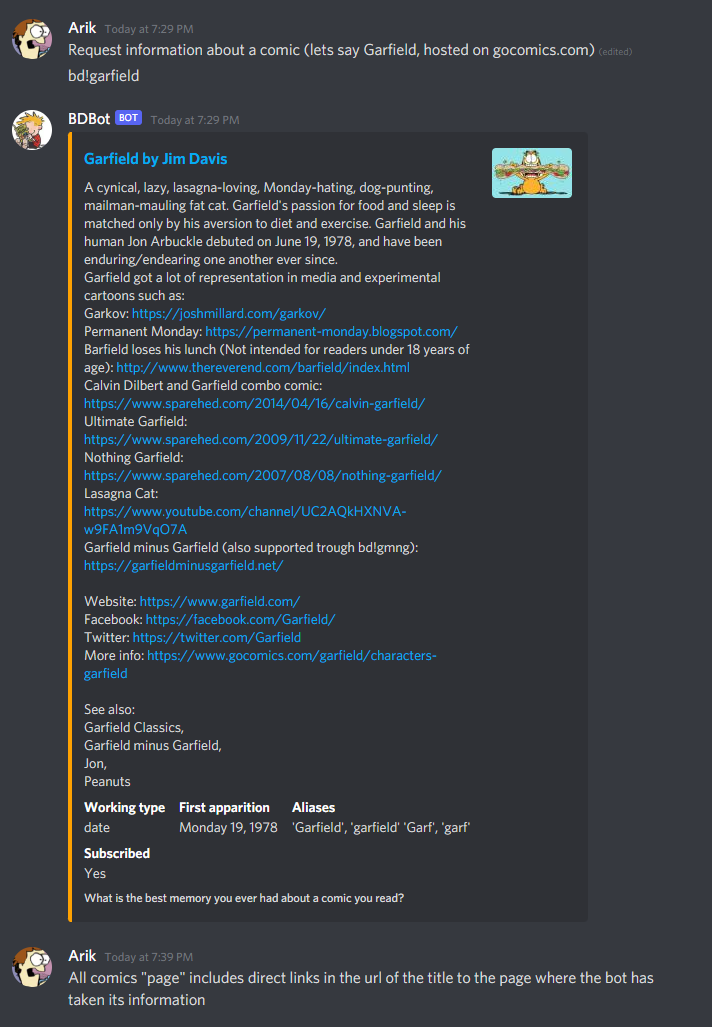 Arik Today at 7:29 PM
Request information about a comic (lets say Garfield, hosted on gocomics.com) (edited)
bd!garfield
BDBot BOT Today at 7:29 PM
Garfield by Jim Davis
A cynical, lazy, lasagna-loving, Monday-hating, dog-punting,
mailman-mauling fat cat. Garfield's passion for food and sleep is
matched only by his aversion to diet and exercise. Garfield and his
human Jon Arbuckle debuted on June 19, 1978, and have been
enduring/endearing one another ever since.
Garfield got a lot of representation in media and experimental
cartoons such as:
Garkov: https://joshmillard.com/garkov/
Permanent Monday: https://permanent-monday.blogspot.com/
Barfield loses his lunch (Not intended for readers under 18 years of
age): http://www.thereverend.com/barfield/index.html
Calvin Dilbert and Garfield combo comic:
https://www.sparehed.com/2014/04/16/calvin-garfield/
Ultimate Garfield:
https://www.sparehed.com/2009/11/22/ultimate-garfield/
Nothing Garfield:
https://www.sparehed.com/2007/08/08/nothing-garfield/
Lasagna Cat:
https://www.youtube.com/channel/UC2AQkHXNVA-
w9FA1m9VqO7A
Garfield minus Garfield (also supported trough bd!gmng):
https://garfieldminusgarfield.net/
Website: https://www.garfield.com/
Facebook: https://facebook.com/Garfield/
Twitter: https://twitter.com/Garfield
More info: https://www.gocomics.com/garfield/characters-
garfield
See also:
Garfield Classics,
Garfield minus Garfield,
Jon,
Peanuts
Working type First apparition Aliases
date Monday 19, 1978 'Garfield', 'garfield' 'Garf', 'garf'
Subscribed
Yes
What is the best memory you ever had about a comic you read?
Arik Today at 7:39 PM
All comics "page" includes direct links in the url of the title to the page where the bot has
taken its information